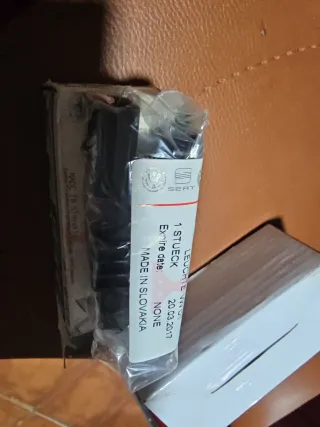 SEAT
LEUCHTE
1 STUECK
20.03.2017
Expire date:
NONE
MADE IN SLOVAKIA